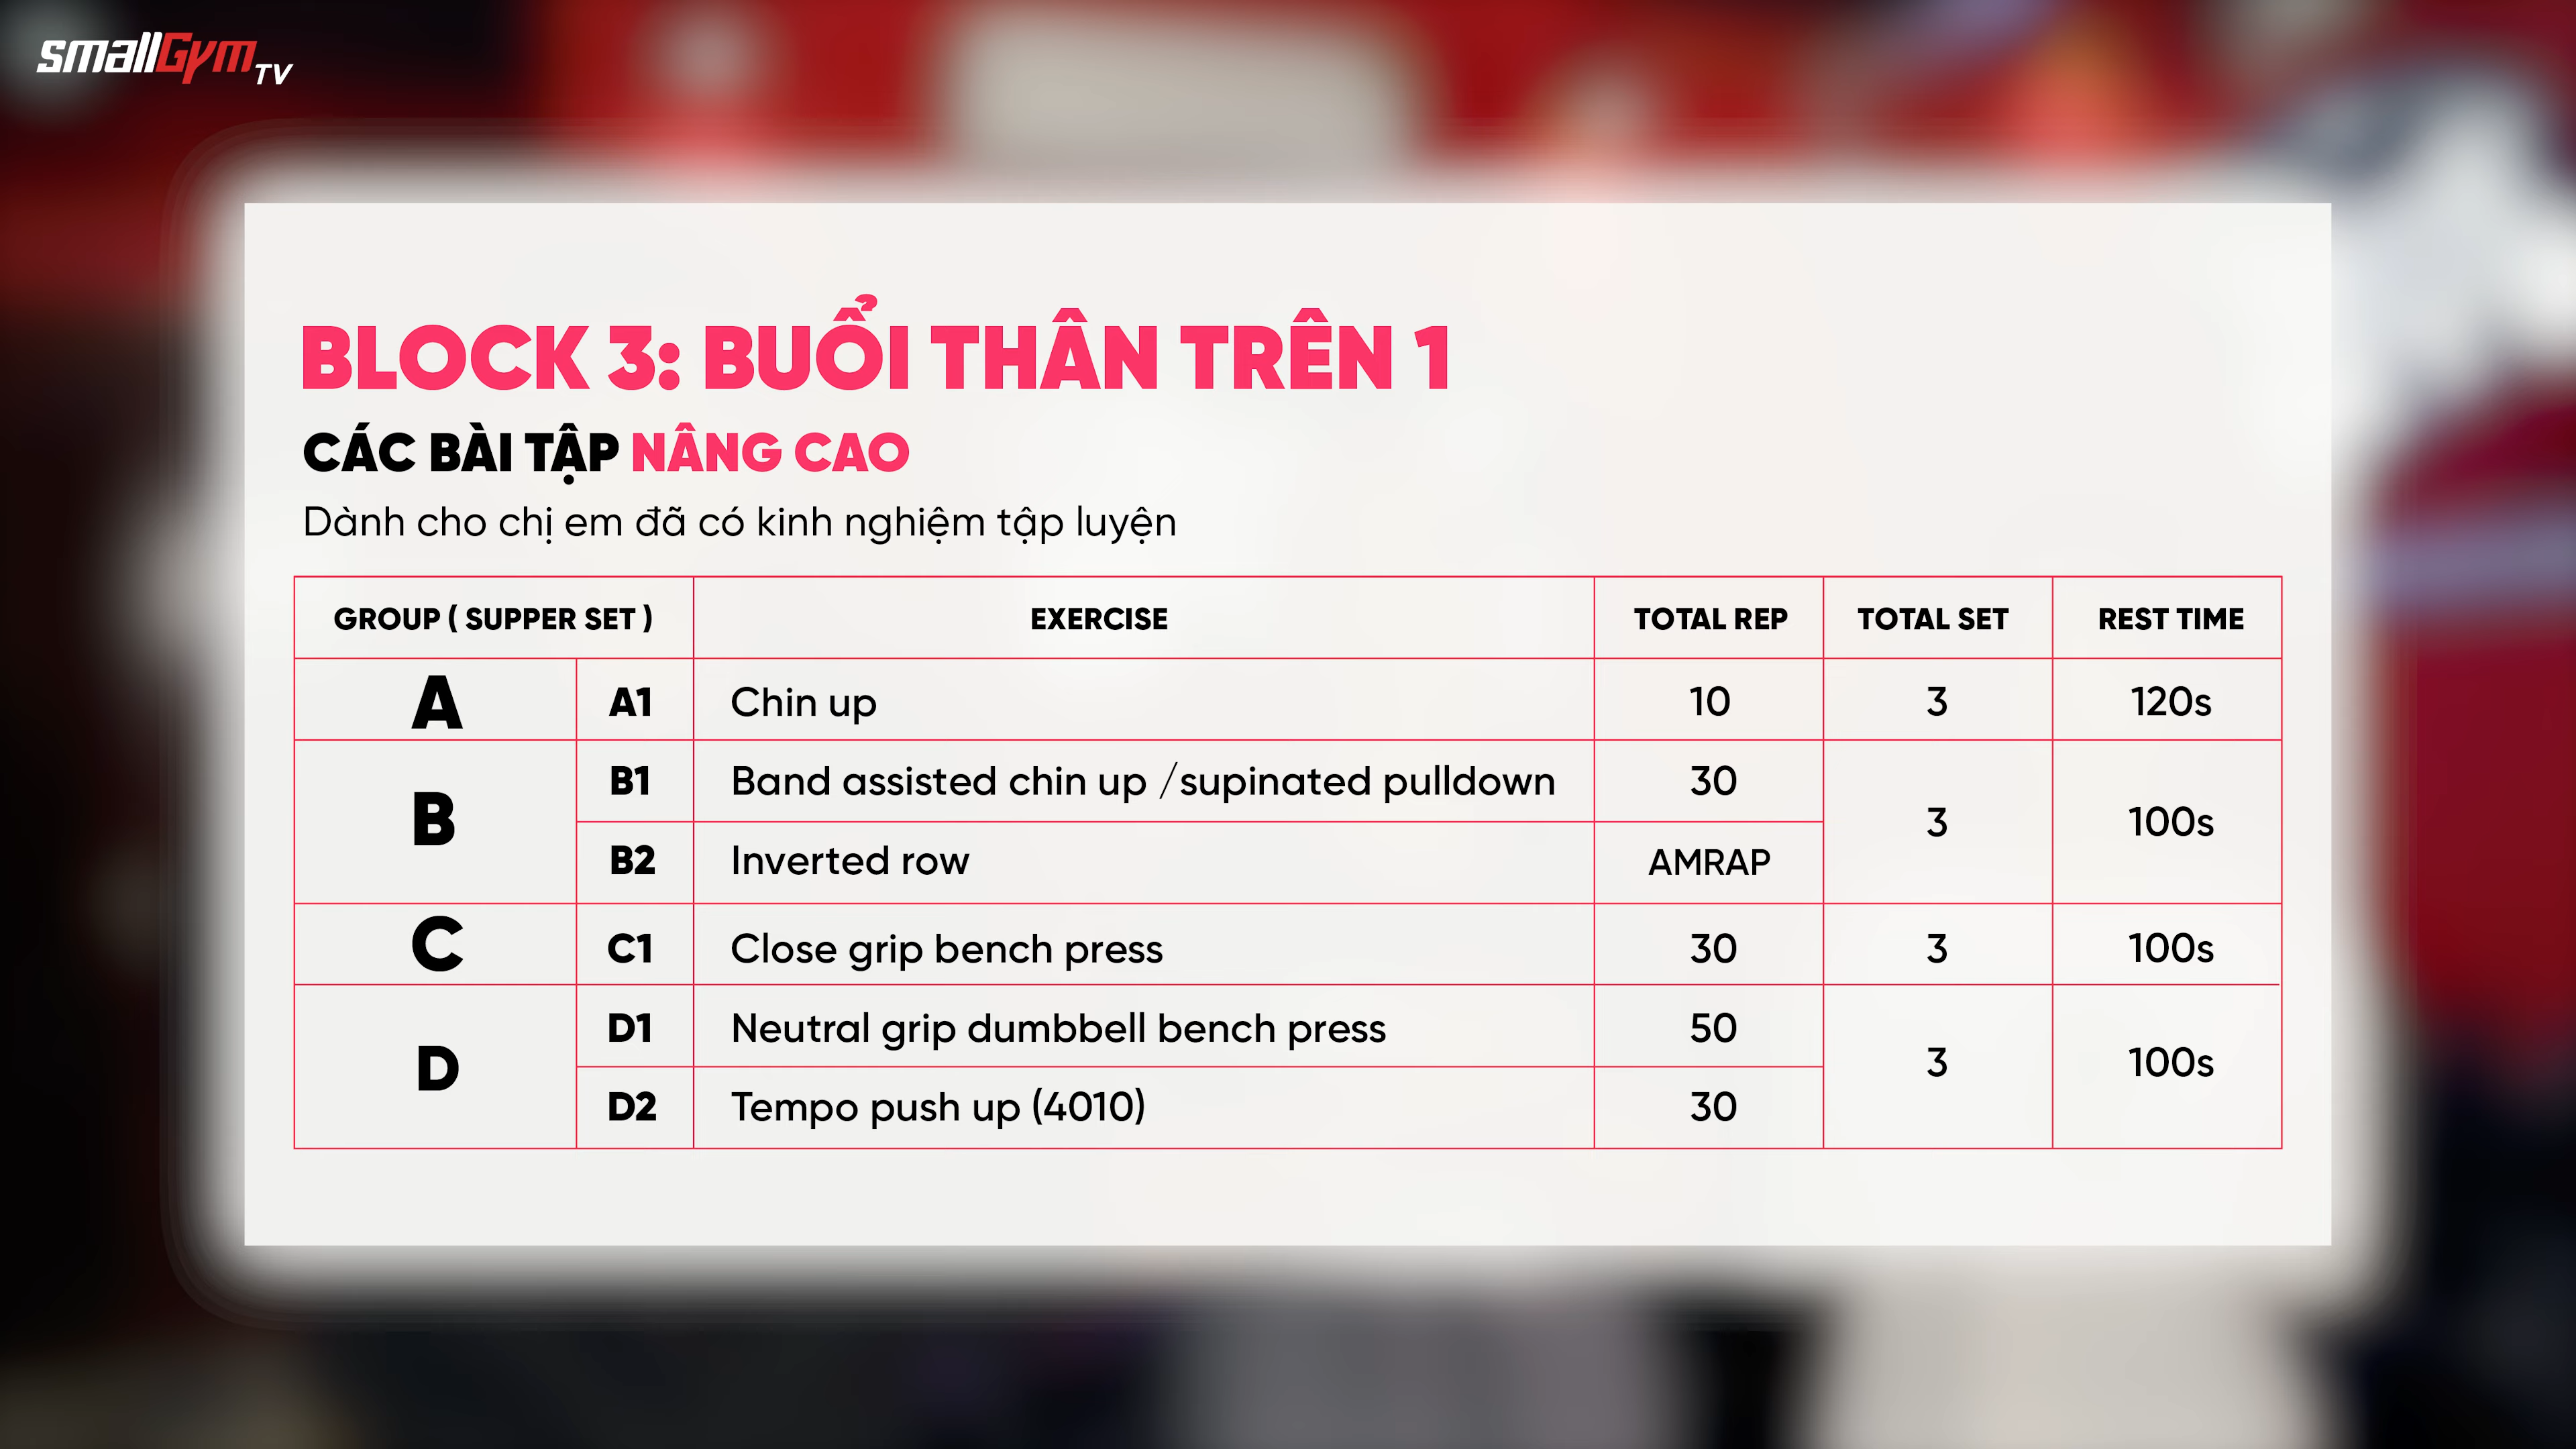 smallGym TV
BLOCK 3: BUỔI THÂN TRÊN 1
CÁC BÀI TẬP NÂNG CAO
Dành cho chị em đã có kinh nghiệm tập luyện
GROUP ( SUPPER SET ) EXERCISE TOTAL REP TOTAL SET REST TIME
A A1 Chin up 10 3 120s
B B1 Band assisted chin up /supinated pulldown 30 3 100s
B2 Inverted row AMRAP
C C1 Close grip bench press 30 3 100s
D D1 Neutral grip dumbbell bench press 50 3 100s
D2 Tempo push up (4010) 30